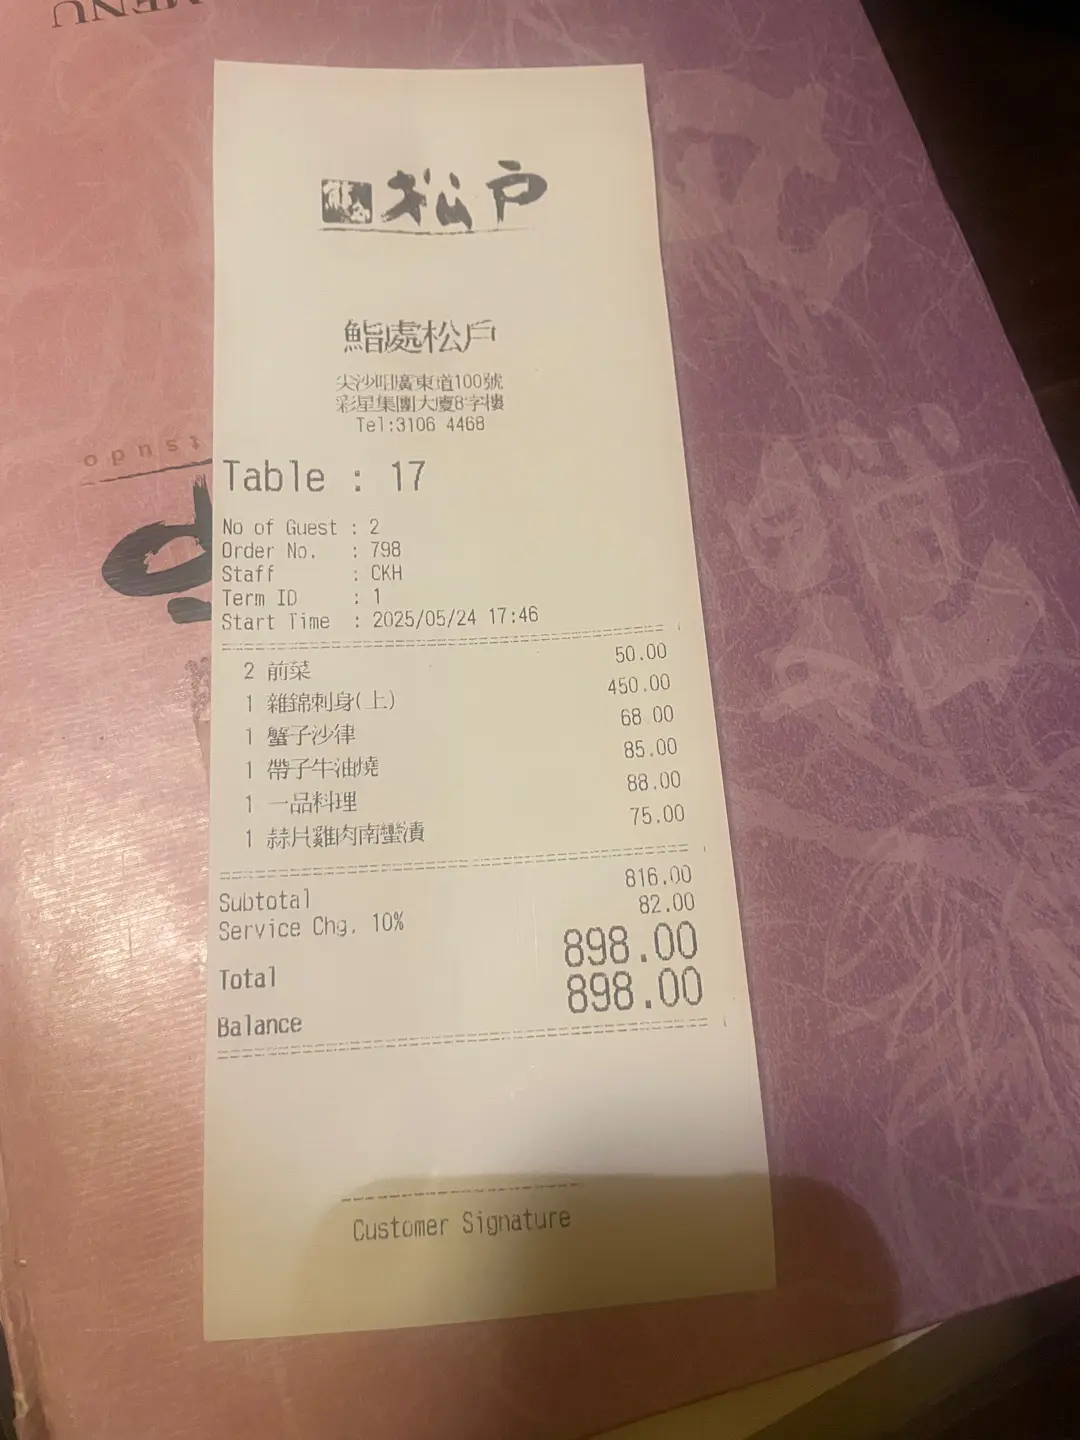 MENU
松戸
鮨處松戶
尖沙咀廣東道100號
彩星集團大廈8字樓
Tel:3106 4468
Table : 17
No of Guest : 2
Order No. : 798
Staff : CKH
Term ID : 1
Start Time : 2025/05/24 17:46
2 前菜 50.00
1 雜錦刺身(上) 450.00
1 蟹子沙律 68.00
1 帶子牛油燒 85.00
1 一品料理 88.00
1 蒜片雞肉南蠻漬 75.00
Subtotal 816.00
Service Chg. 10% 82.00
Total 898.00
Balance 898.00
Customer Signature